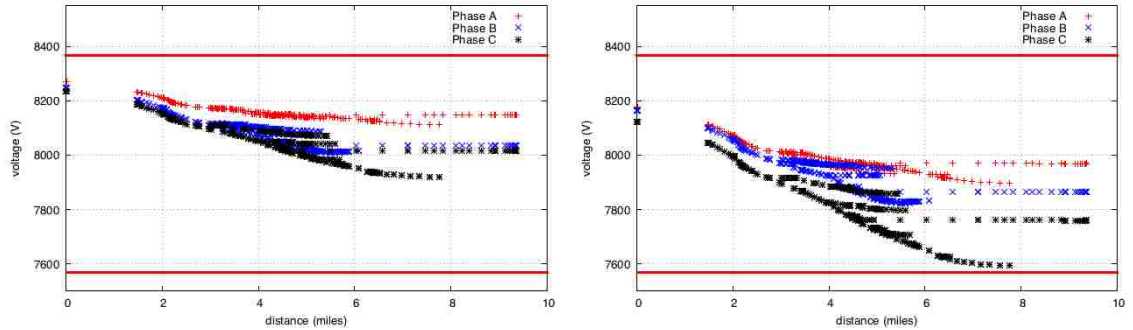 Phase A
Phase B
Phase C
8400
8200
8000
7800
7600
voltage (V)
0 2 4 6 8 10
distance (miles)
Phase A
Phase B
Phase C
8400
8200
8000
7800
7600
voltage (V)
0 2 4 6 8 10
distance (miles)